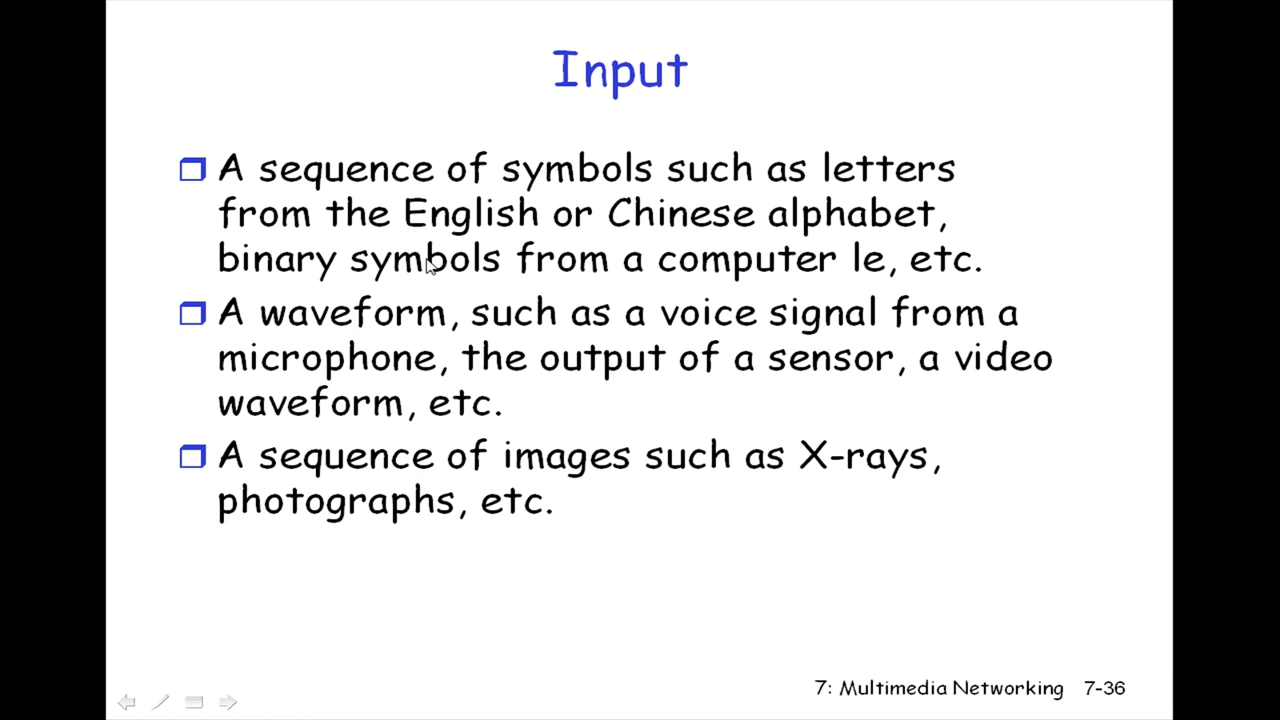 Input
A sequence of symbols such as letters
from the English or Chinese alphabet,
binary symbols from a computer le, etc.
A waveform, such as a voice signal from a
microphone, the output of a sensor, a video
waveform, etc.
A sequence of images such as X-rays,
photographs, etc.
7: Multimedia Networking 7-36